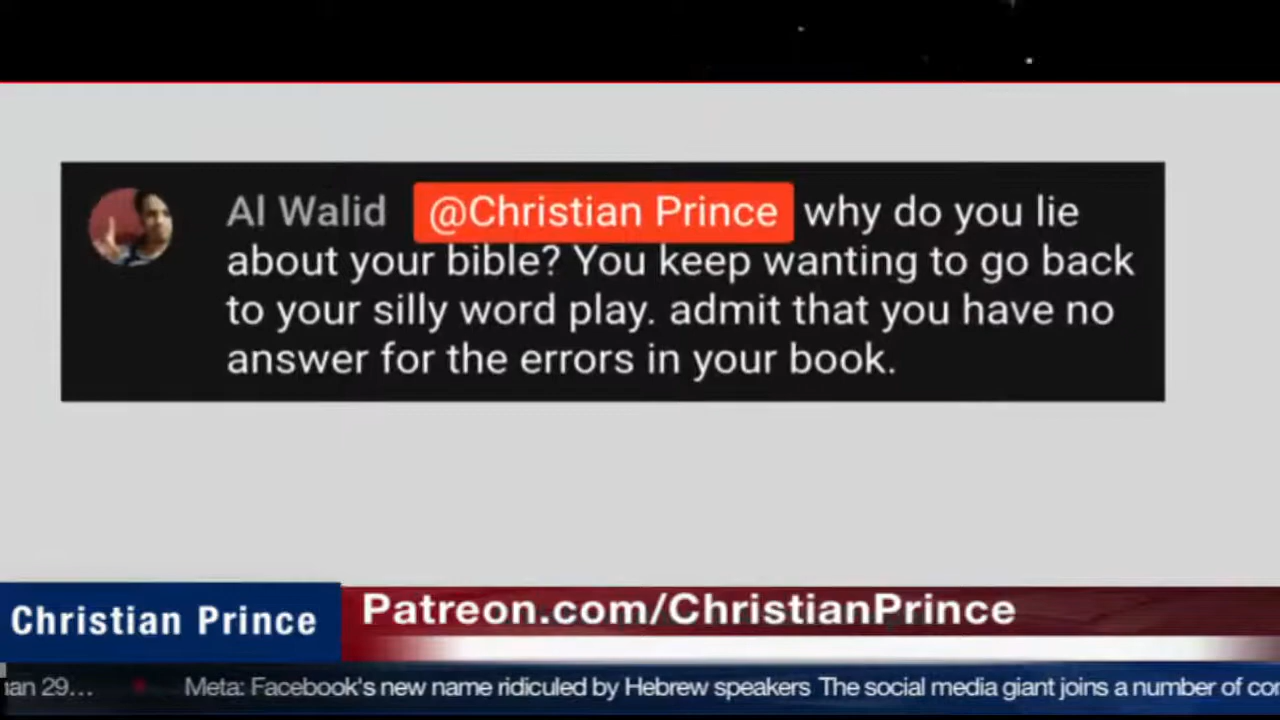 Al Walid @Christian Prince why do you lie
about your bible? You keep wanting to go back
to your silly word play. admit that you have no
answer for the errors in your book.
Christian Prince
Patreon.com/ChristianPrince
29... Meta: Facebook's new name ridiculed by Hebrew speakers The social media giant joins a number of